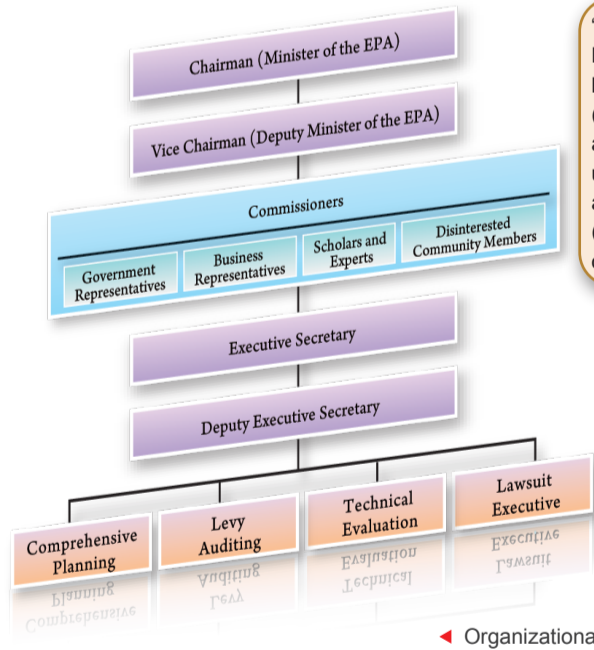 Chairman (Minister of the EPA)
Vice Chairman (Deputy Minister of the EPA)
Commissioners
Government
Representatives
Business
Representatives
Scholars and
Experts
Disinterested
Community Members
Executive Secretary
Deputy Executive Secretary
Comprehensive
Planning
Levy
Auditing
Technical
Evaluation
Lawsuit
Executive
◄ Organizationa